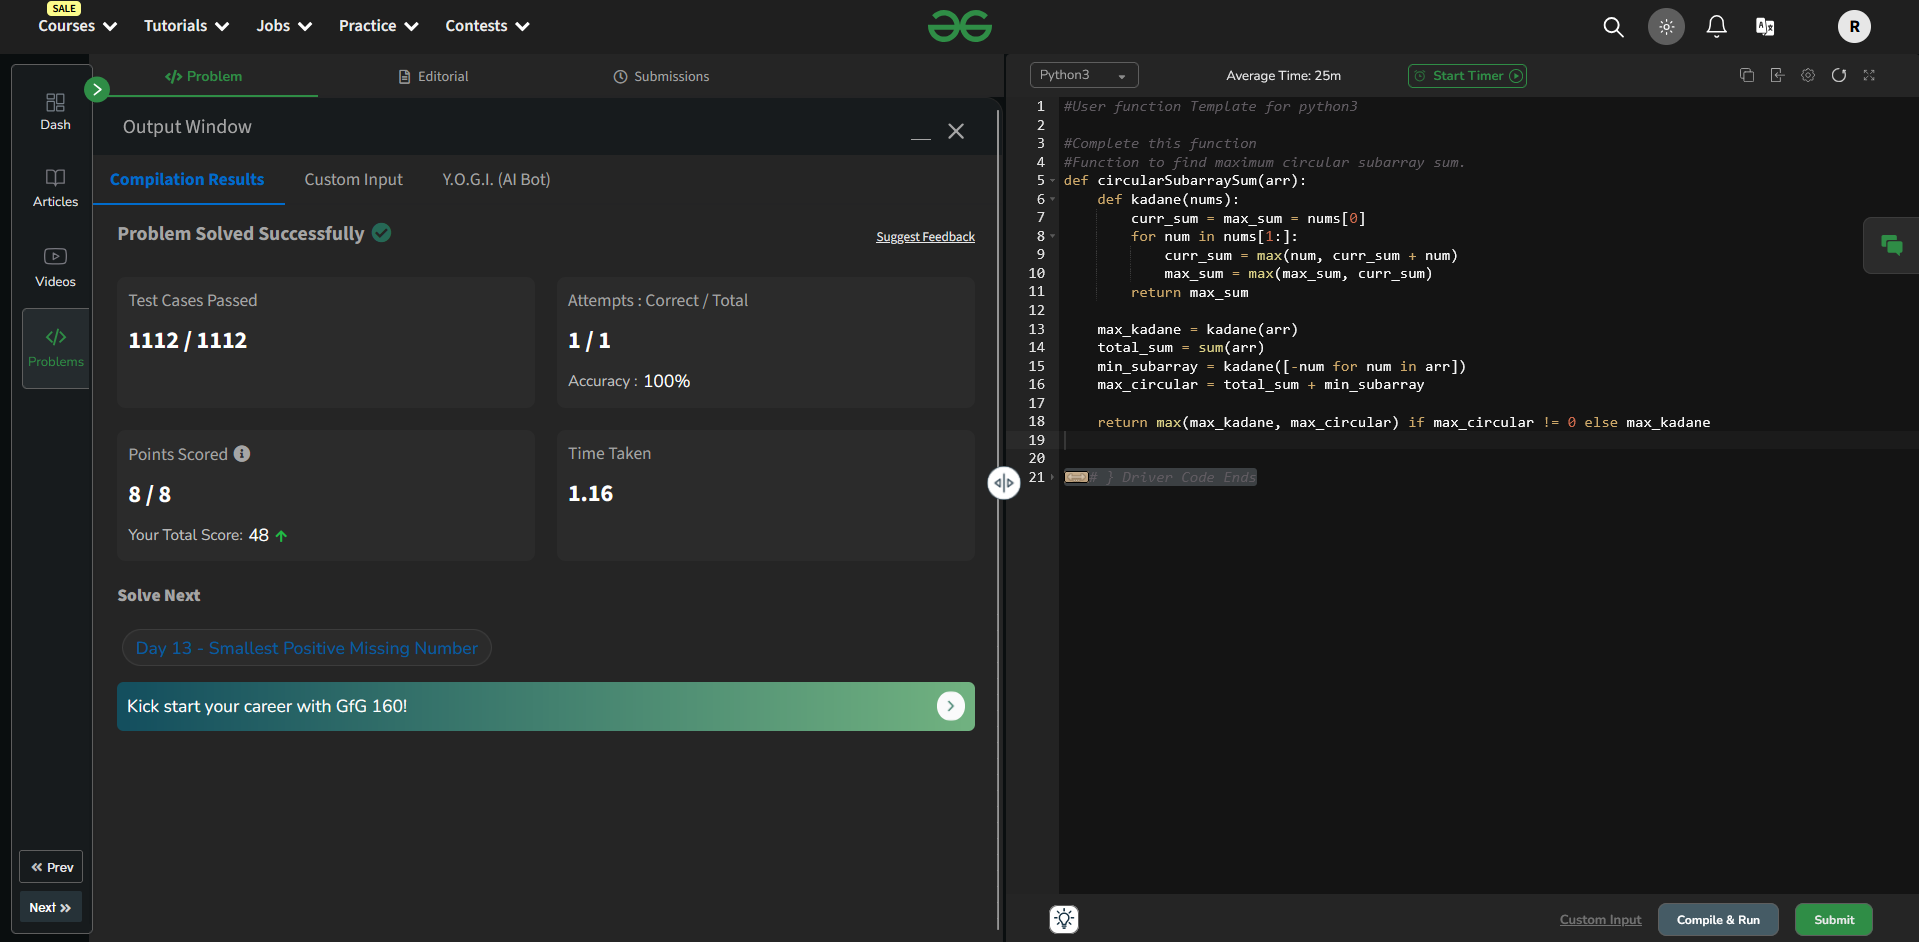 SALE
Courses
Tutorials
Jobs
Practice
Contests
R
Dash
Articles
Videos
Problems
Prev
Next
Problem
Editorial
Submissions
Output Window
Compilation Results
Custom Input
Y.O.G.I. (AI Bot)
Problem Solved Successfully
Suggest Feedback
Test Cases Passed
1112 / 1112
Attempts : Correct / Total
1 / 1
Accuracy : 100%
Points Scored
8 / 8
Your Total Score: 48
Time Taken
1.16
Solve Next
Day 13 - Smallest Positive Missing Number
Kick start your career with GfG 160!
Python3
Average Time: 25m
Start Timer
1 #User function Template for python3
2
3 #Complete this function
4 #Function to find maximum circular subarray sum.
5 def circularSubarraySum(arr):
6     def kadane(nums):
7         curr_sum = max_sum = nums[0]
8         for num in nums[1:]:
9             curr_sum = max(num, curr_sum + num)
10             max_sum = max(max_sum, curr_sum)
11         return max_sum
12
13     max_kadane = kadane(arr)
14     total_sum = sum(arr)
15     min_subarray = kadane([-num for num in arr])
16     max_circular = total_sum + min_subarray
17
18     return max(max_kadane, max_circular) if max_circular != 0 else max_kadane
19
20
21 # } Driver Code Ends
Custom Input
Compile & Run
Submit